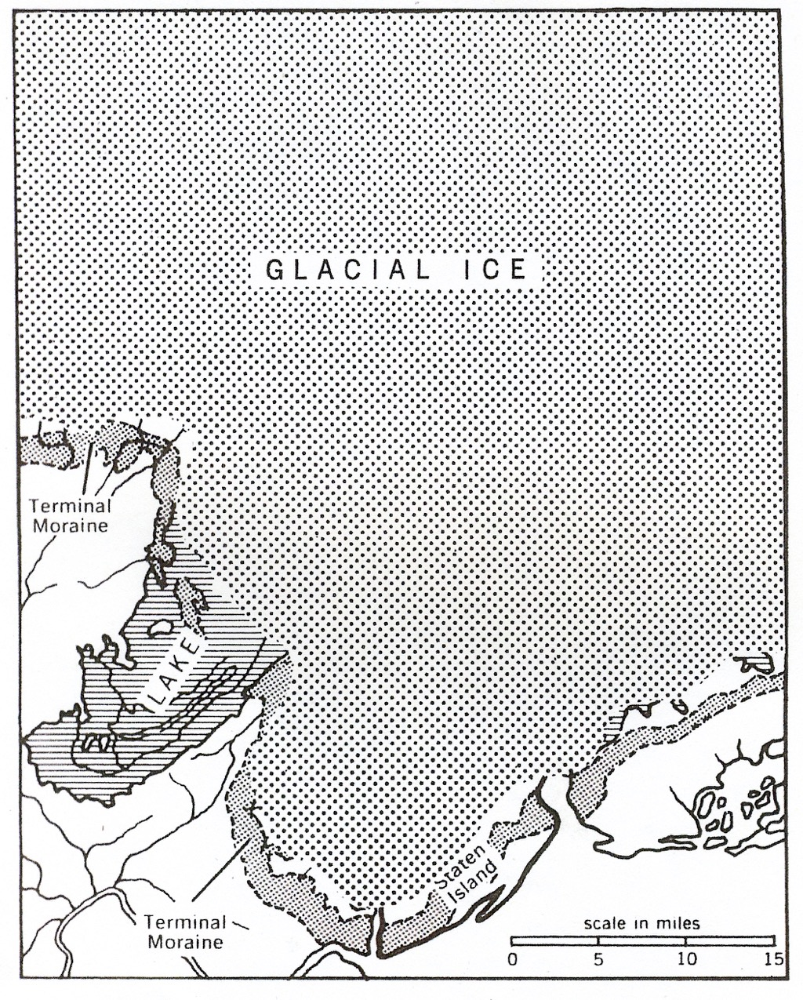 GLACIAL ICE
Terminal
Moraine
LAKE
Staten
Island
Terminal
Moraine
scale in miles
0 5 10 15